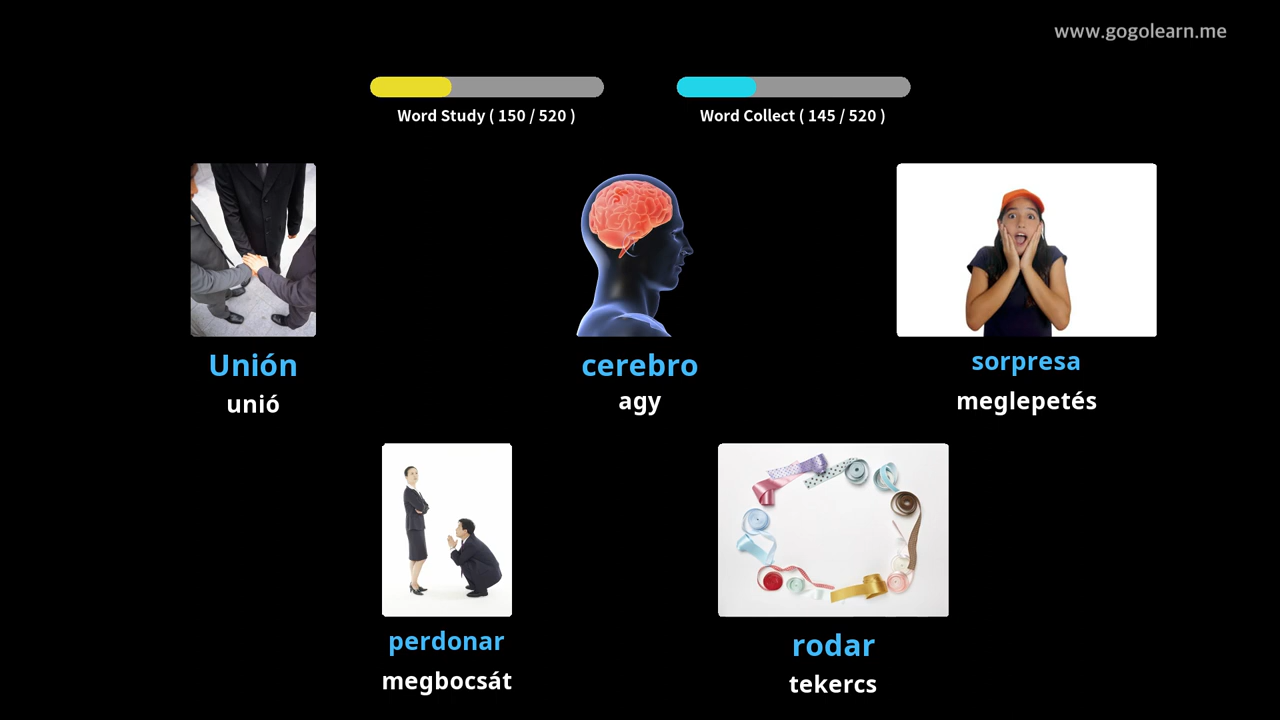 www.gogolearn.me
Word Study ( 150 / 520 )
Word Collect ( 145 / 520 )
Unión
unió
cerebro
agy
sorpresa
meglepetés
perdonar
megbocsát
rodar
tekercs